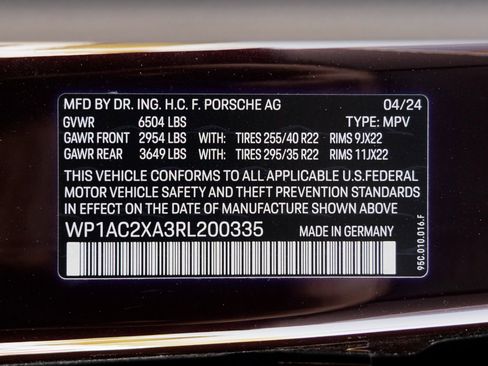 MFD BY DR. ING. H.C. F. PORSCHE AG 04/24
GVWR 6504 LBS TYPE: MPV
GAWR FRONT 2954 LBS WITH: TIRES 255/40 R22 RIMS 9JX22
GAWR REAR 3649 LBS WITH: TIRES 295/35 R22 RIMS 11JX22
THIS VEHICLE CONFORMS TO ALL APPLICABLE U.S.FEDERAL
MOTOR VEHICLE SAFETY AND THEFT PREVENTION STANDARDS
IN EFFECT ON THE DATE OF MANUFACTURE SHOWN ABOVE
WP1AC2XA3RL200335 MADE IN GERMANY
95C.010.016.F